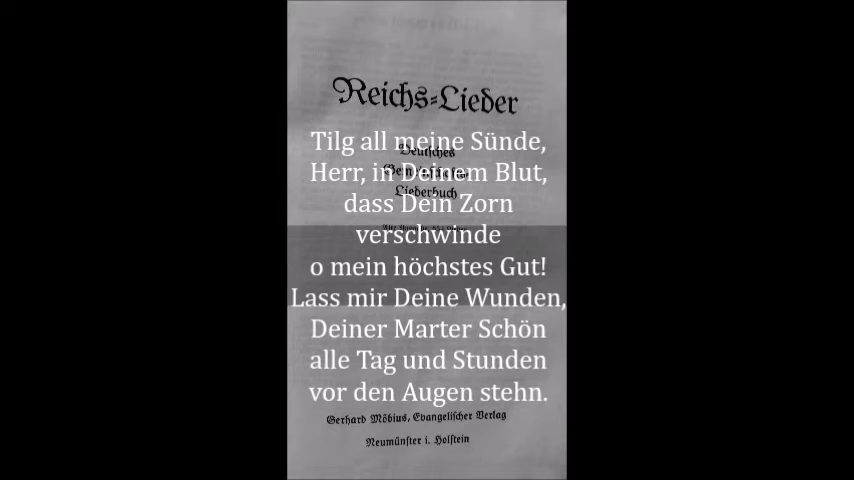 Reichs=Lieder
Tilg all meine Sünde,
Deutsches
Herr, in Deinem Blut,
Liederbuch
dass Dein Zorn
verschwinde
o mein höchstes Gut!
Lass mir Deine Wunden,
Deiner Marter Schön
alle Tag und Stunden
vor den Augen stehn.
Gerhard Möbius, Evangelischer Verlag
Neumünster i. Holstein